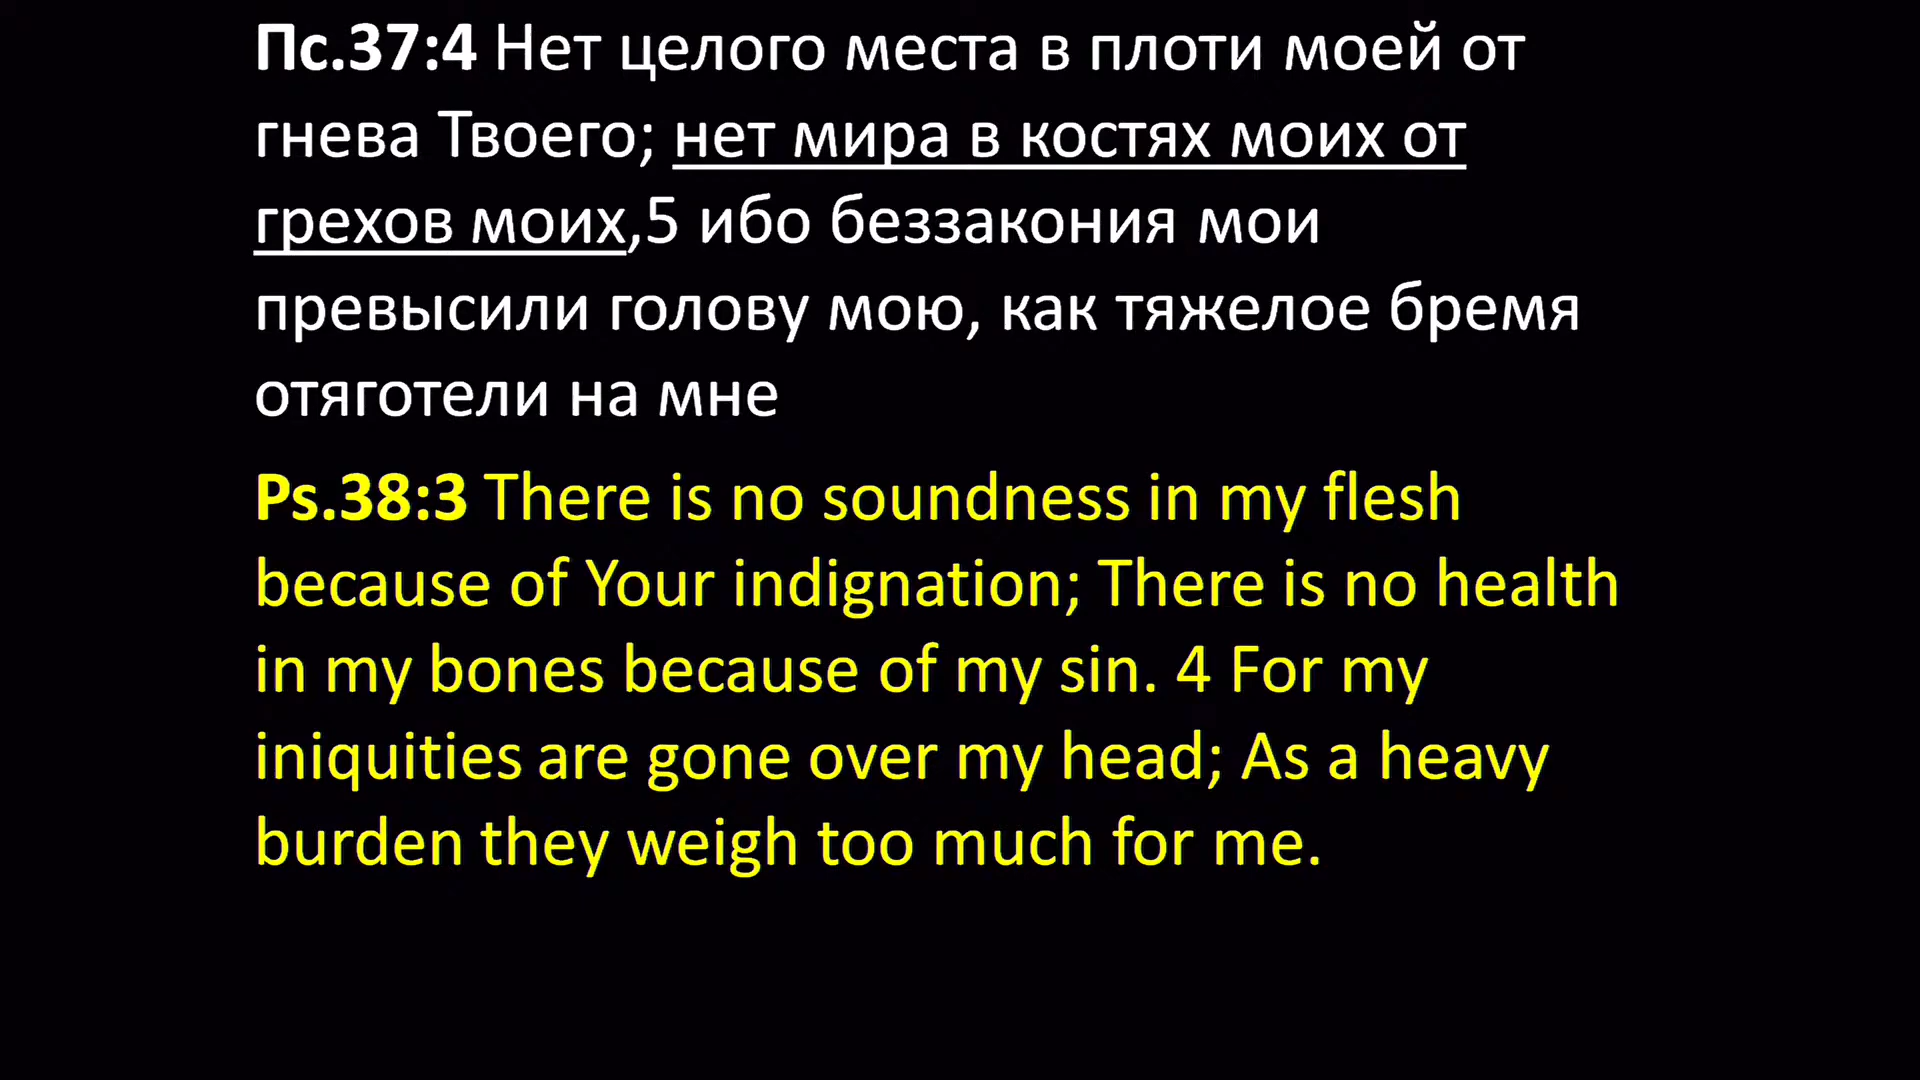 Пс.37:4 Нет целого места в плоти моей от
гнева Твоего; нет мира в костях моих от
грехов моих,5 ибо беззакония мои
превысили голову мою, как тяжелое бремя
отяготели на мне
Ps.38:3 There is no soundness in my flesh
because of Your indignation; There is no health
in my bones because of my sin. 4 For my
iniquities are gone over my head; As a heavy
burden they weigh too much for me.